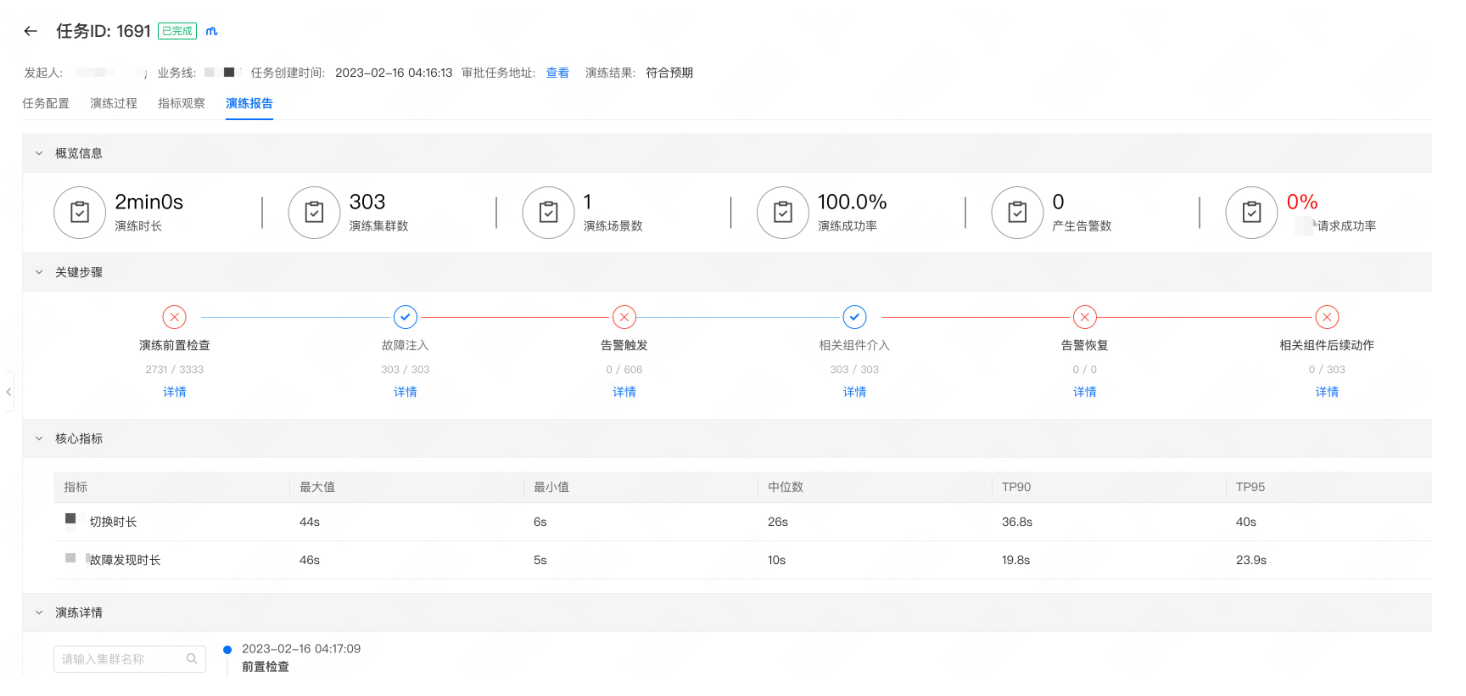 任务ID: 1691 已完成
发起人: 业务线: 任务创建时间: 2023-02-16 04:16:13 审批任务地址: 查看 演练结果: 符合预期
任务配置 演练过程 指标观察 演练报告
概览信息
2min0s 303 1 100.0% 0 0%
演练时长 演练集群数 演练场景数 演练成功率 产生告警数 请求成功率
关键步骤
演练前置检查 故障注入 告警触发 相关组件介入 告警恢复 相关组件后续动作
2731 / 3333 303 / 303 0 / 606 303 / 303 0 / 0 0 / 303
详情 详情 详情 详情 详情 详情
核心指标
指标 最大值 最小值 中位数 TP90 TP95
切换时长 44s 6s 26s 36.8s 40s
故障发现时长 46s 5s 10s 19.8s 23.9s
演练详情
请输入集群名称 2023-02-16 04:17:09
前置检查